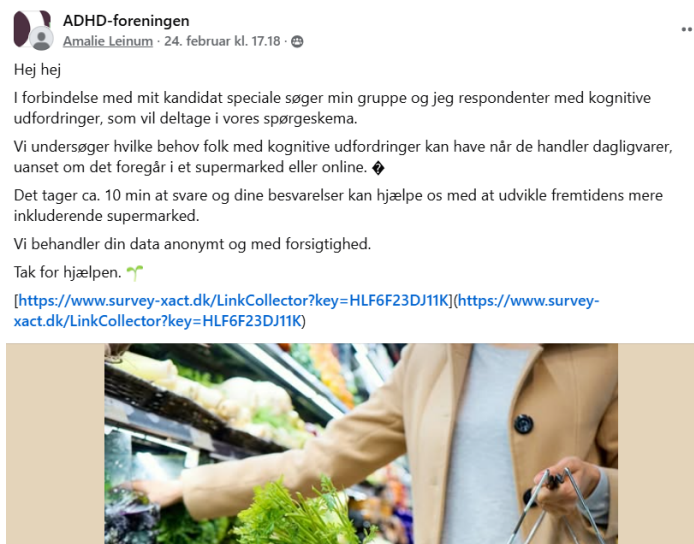 ADHD-foreningen
Amalie Leinum · 24. februar kl. 17.18 ·
Hej hej
I forbindelse med mit kandidat speciale søger min gruppe og jeg respondenter med kognitive
udfordringer, som vil deltage i vores spørgeskema.
Vi undersøger hvilke behov folk med kognitive udfordringer kan have når de handler dagligvarer,
uanset om det foregår i et supermarked eller online. �
Det tager ca. 10 min at svare og dine besvarelser kan hjælpe os med at udvikle fremtidens mere
inkluderende supermarked.
Vi behandler din data anonymt og med forsigtighed.
Tak for hjælpen. 🌱
[https://www.survey-xact.dk/LinkCollector?key=HLF6F23DJ11K](https://www.survey-
xact.dk/LinkCollector?key=HLF6F23DJ11K)